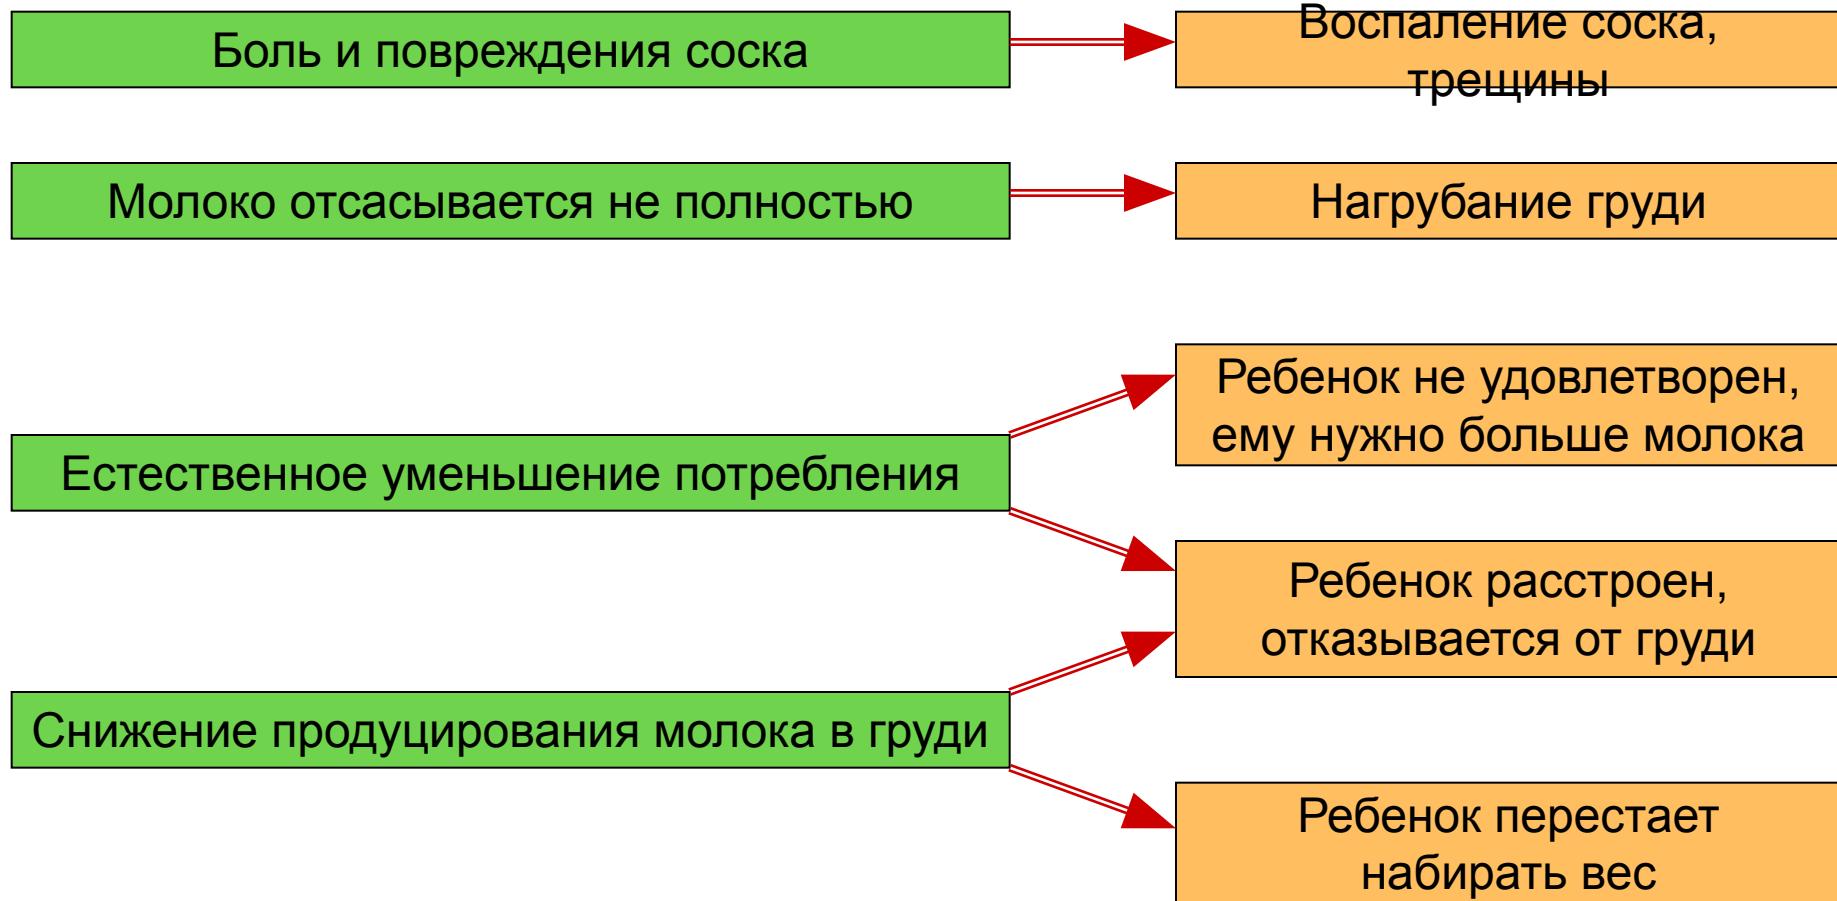 Боль и повреждения соска
Воспаление соска,
трещины
Молоко отсасывается не полностью
Нагрубание груди
Ребенок не удовлетворен,
ему нужно больше молока
Естественное уменьшение потребления
Ребенок расстроен,
отказывается от груди
Снижение продуцирования молока в груди
Ребенок перестает
набирать вес